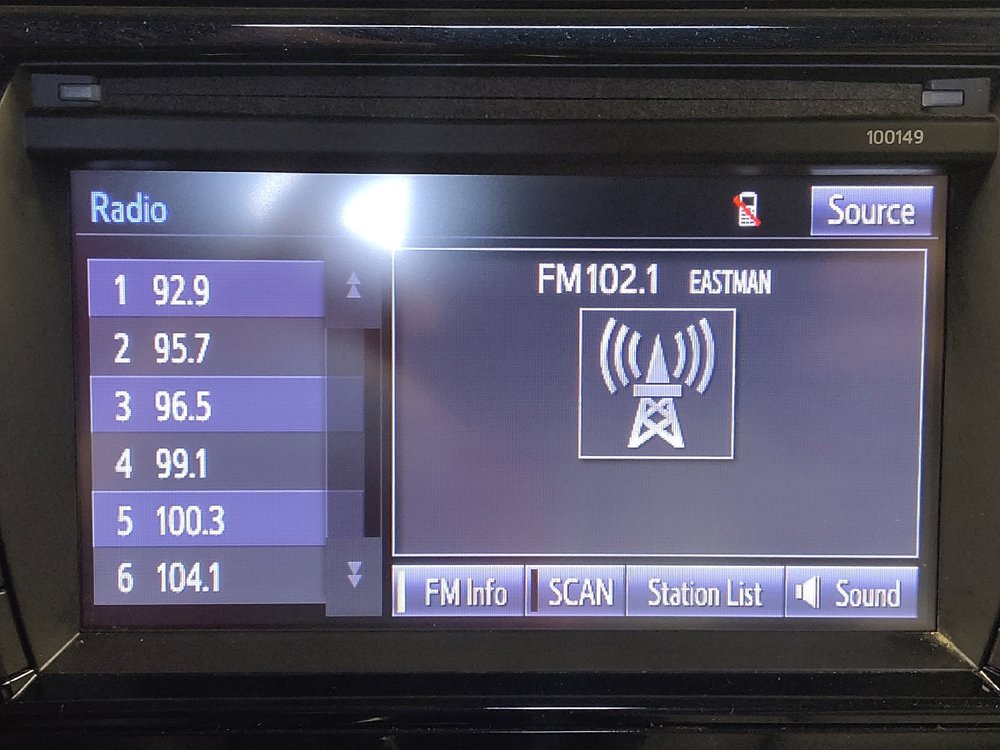 100149
Radio
Source
1 92.9
2 95.7
3 96.5
4 99.1
5 100.3
6 104.1
FM102.1 EASTMAN
FM Info
SCAN
Station List
Sound